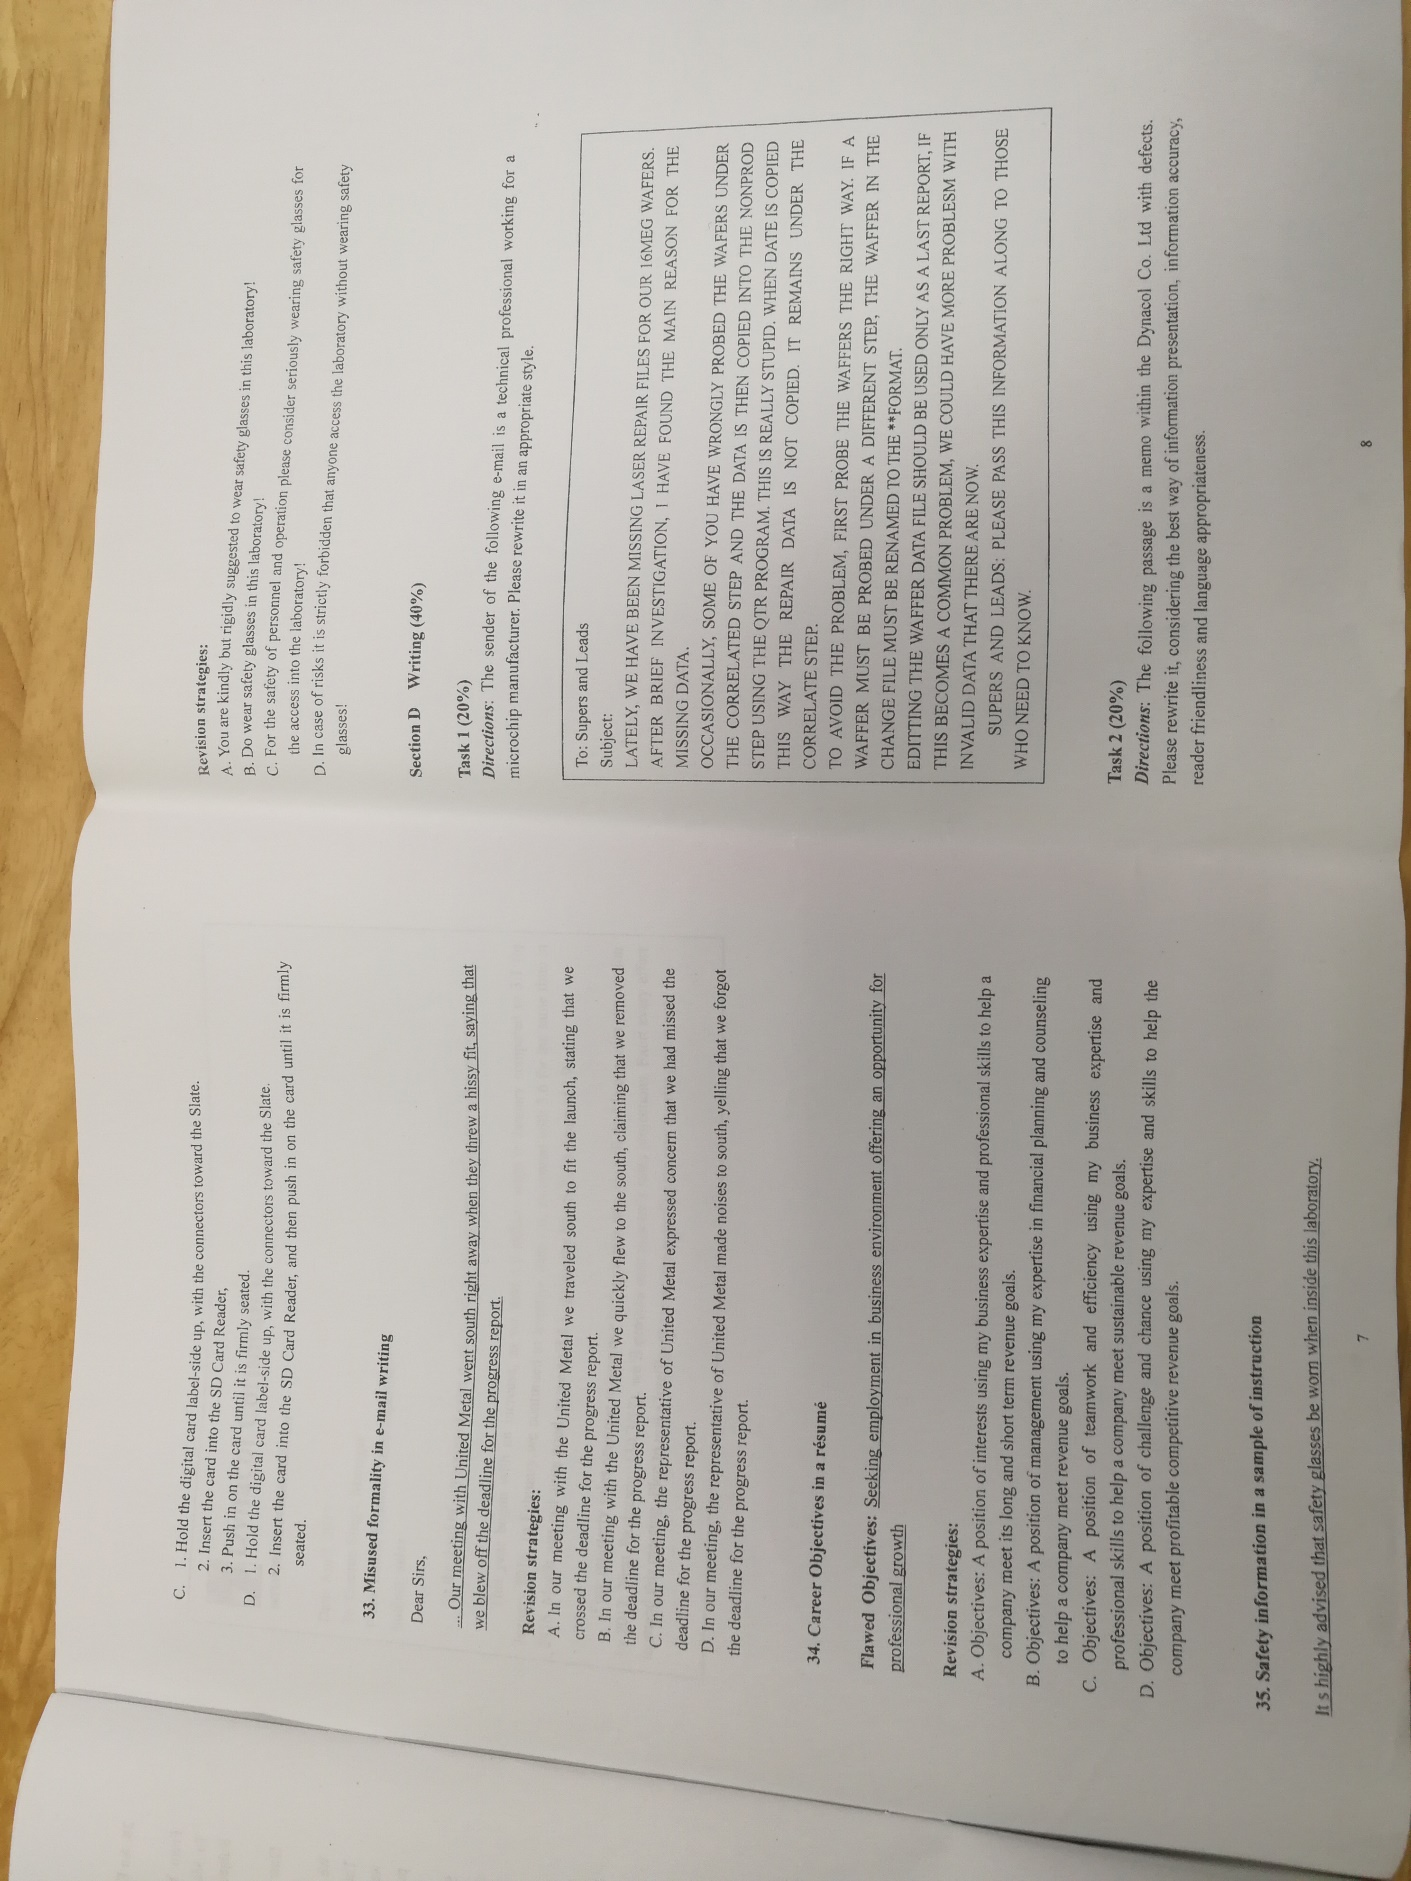 C. 1. Hold the digital card label-side up, with the connectors toward the Slate.
2. Insert the card into the SD Card Reader,
3. Push in on the card until it is firmly seated.
D. 1. Hold the digital card label-side up, with the connectors toward the Slate.
2. Insert the card into the SD Card Reader, and then push in on the card until it is firmly
seated.
33. Misused formality in e-mail writing
Dear Sirs,
... Our meeting with United Metal went south right away when they threw a hissy fit, saying that
we blew off the deadline for the progress report.
Revision strategies:
A. In our meeting with the United Metal we traveled south to fit the launch, stating that we
crossed the deadline for the progress report.
B. In our meeting with the United Metal we quickly flew to the south, claiming that we removed
the deadline for the progress report.
C. In our meeting, the representative of United Metal expressed concern that we had missed the
deadline for the progress report.
D. In our meeting, the representative of United Metal made noises to south, yelling that we forgot
the deadline for the progress report.
34. Career Objectives in a résumé
Flawed Objectives: Seeking employment in business environment offering an opportunity for
professional growth
Revision strategies:
A. Objectives: A position of interests using my business expertise and professional skills to help a
company meet its long and short term revenue goals.
B. Objectives: A position of management using my expertise in financial planning and counseling
to help a company meet revenue goals.
C. Objectives: A position of teamwork and efficiency using my business expertise and
professional skills to help a company meet sustainable revenue goals.
D. Objectives: A position of challenge and chance using my expertise and skills to help the
company meet profitable competitive revenue goals.
35. Safety information in a sample of instruction
It s highly advised that safety glasses be worn when inside this laboratory.
7
Revision strategies:
A. You are kindly but rigidly suggested to wear safety glasses in this laboratory!
B. Do wear safety glasses in this laboratory!
C. For the safety of personnel and operation please consider seriously wearing safety glasses for
the access into the laboratory!
D. In case of risks it is strictly forbidden that anyone access the laboratory without wearing safety
glasses!
Section D Writing (40%)
Task 1 (20%)
Directions: The sender of the following e-mail is a technical professional working for a
microchip manufacturer. Please rewrite it in an appropriate style.
To: Supers and Leads
Subject:
LATELY, WE HAVE BEEN MISSING LASER REPAIR FILES FOR OUR 16MEG WAFERS.
AFTER BRIEF INVESTIGATION, I HAVE FOUND THE MAIN REASON FOR THE
MISSING DATA.
OCCASIONALLY, SOME OF YOU HAVE WRONGLY PROBED THE WAFERS UNDER
THE CORRELATED STEP AND THE DATA IS THEN COPIED INTO THE NONPROD
STEP USING THE QTR PROGRAM. THIS IS REALLY STUPID. WHEN DATE IS COPIED
THIS WAY THE REPAIR DATA IS NOT COPIED. IT REMAINS UNDER THE
CORRELATE STEP.
TO AVOID THE PROBLEM, FIRST PROBE THE WAFFERS THE RIGHT WAY. IF A
WAFFER MUST BE PROBED UNDER A DIFFERENT STEP, THE WAFFER IN THE
CHANGE FILE MUST BE RENAMED TO THE **FORMAT.
EDITTING THE WAFFER DATA FILE SHOULD BE USED ONLY AS A LAST REPORT, IF
THIS BECOMES A COMMON PROBLEM, WE COULD HAVE MORE PROBLESM WITH
INVALID DATA THAT THERE ARE NOW.
SUPERS AND LEADS: PLEASE PASS THIS INFORMATION ALONG TO THOSE
WHO NEED TO KNOW.
Task 2 (20%)
Directions: The following passage is a memo within the Dynacol Co. Ltd with defects.
Please rewrite it, considering the best way of information presentation, information accuracy,
reader friendliness and language appropriateness.
8